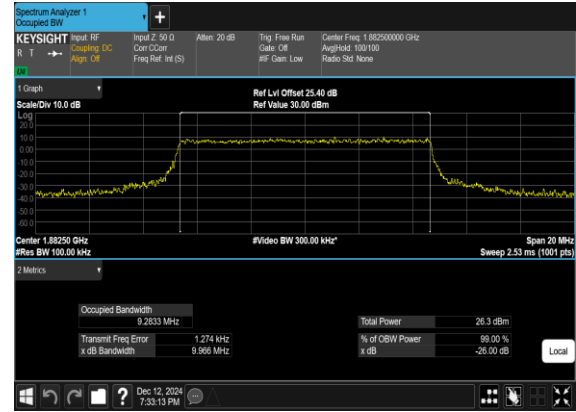 Spectrum Analyzer 1
Occupied BW
KEYSIGHT Input: RF Input Z: 50 Ω Atten: 20 dB Trig: Free Run Center Freq: 1.882500000 GHz
R T Coupling: DC Corr CCorr Gate: Off Avg|Hold: 100/100
Align: Off Freq Ref: Int (S) #IF Gain: Low Radio Std: None
LV
1 Graph
Ref Lvl Offset 25.40 dB
Scale/Div 10.0 dB Ref Value 30.00 dBm
Log
20.0
10.0
0.00
-10.0
-20.0
-30.0
-40.0
-50.0
-60.0
Center 1.88250 GHz #Video BW 300.00 kHz* Span 20 MHz
#Res BW 100.00 kHz Sweep 2.53 ms (1001 pts)
2 Metrics
Occupied Bandwidth
9.2833 MHz Total Power 26.3 dBm
Transmit Freq Error 1.274 kHz % of OBW Power 99.00 %
x dB Bandwidth 9.966 MHz x dB -26.00 dB
Local
? Dec 12, 2024
7:33:13 PM